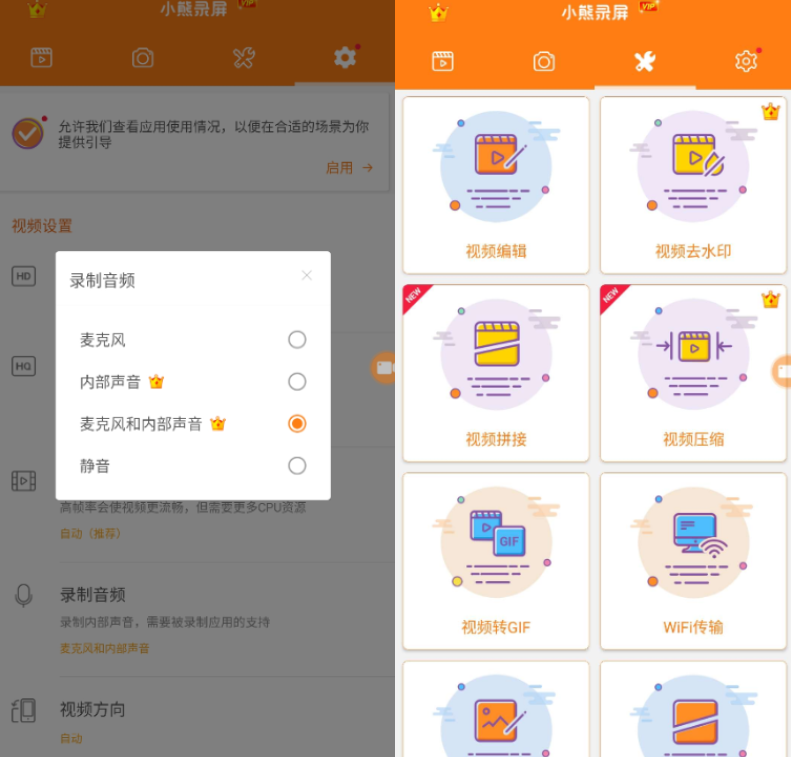 小熊录屏
VIP
允许我们查看应用使用情况，以便在合适的场景为你
提供引导
启用 →
视频设置
HD
录制音频
×
麦克风
内部声音
HQ
麦克风和内部声音
静音
高帧率会使视频更流畅，但需要更多CPU资源
自动（推荐）
录制音频
录制内部声音，需要被录制应用的支持
麦克风和内部声音
视频方向
自动
小熊录屏
VIP
视频编辑
视频去水印
NEW
NEW
视频拼接
视频压缩
GIF
视频转GIF
WiFi传输